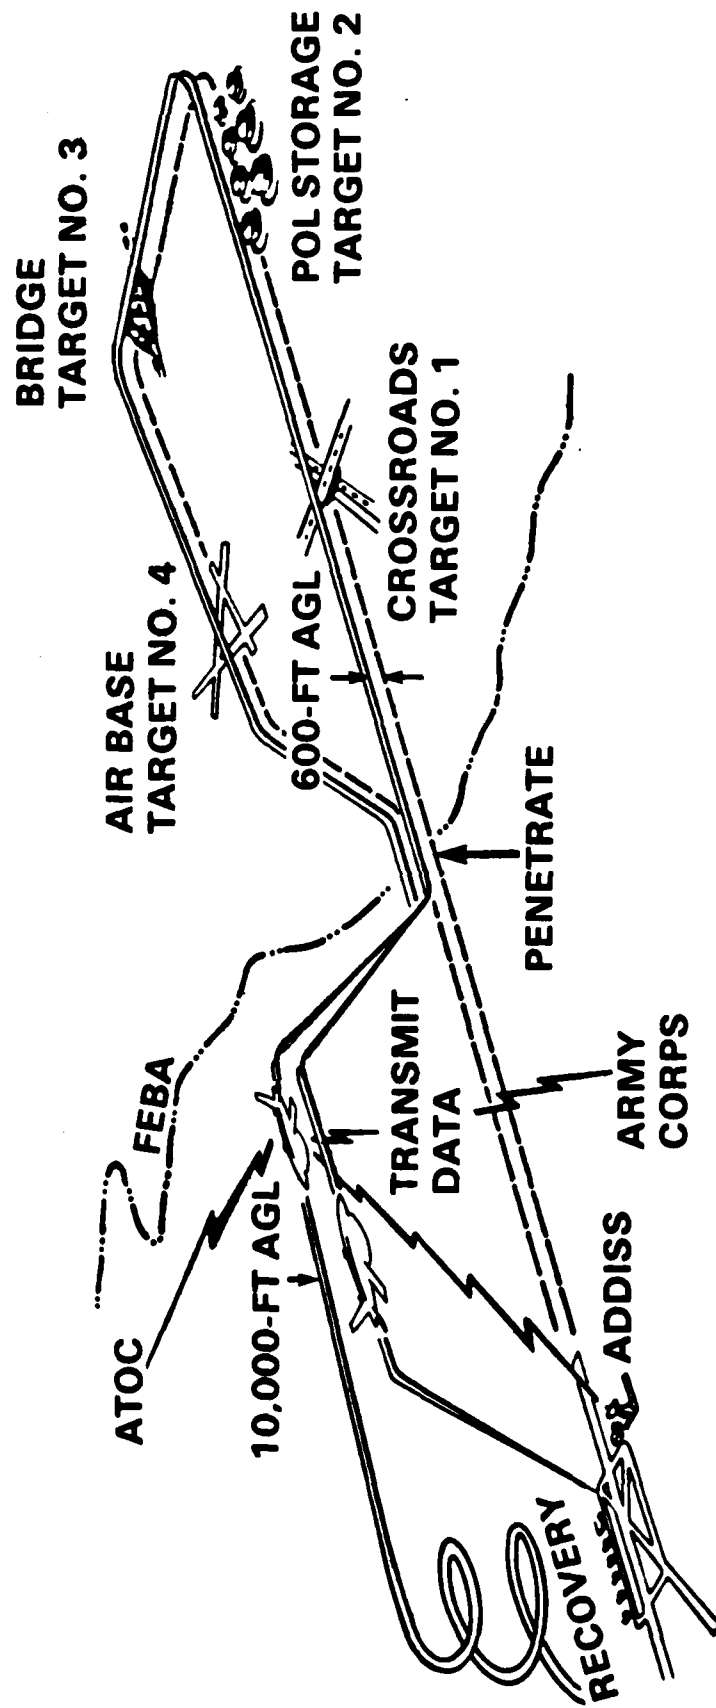 BRIDGE
TARGET NO. 3
POL STORAGE
TARGET NO. 2
AIR BASE
TARGET NO. 4
600-FT AGL
CROSSROADS
TARGET NO. 1
FEBA
PENETRATE
ATOC
10,000-FT AGL
TRANSMIT
DATA
ARMY
CORPS
ADDISS
RECOVERY